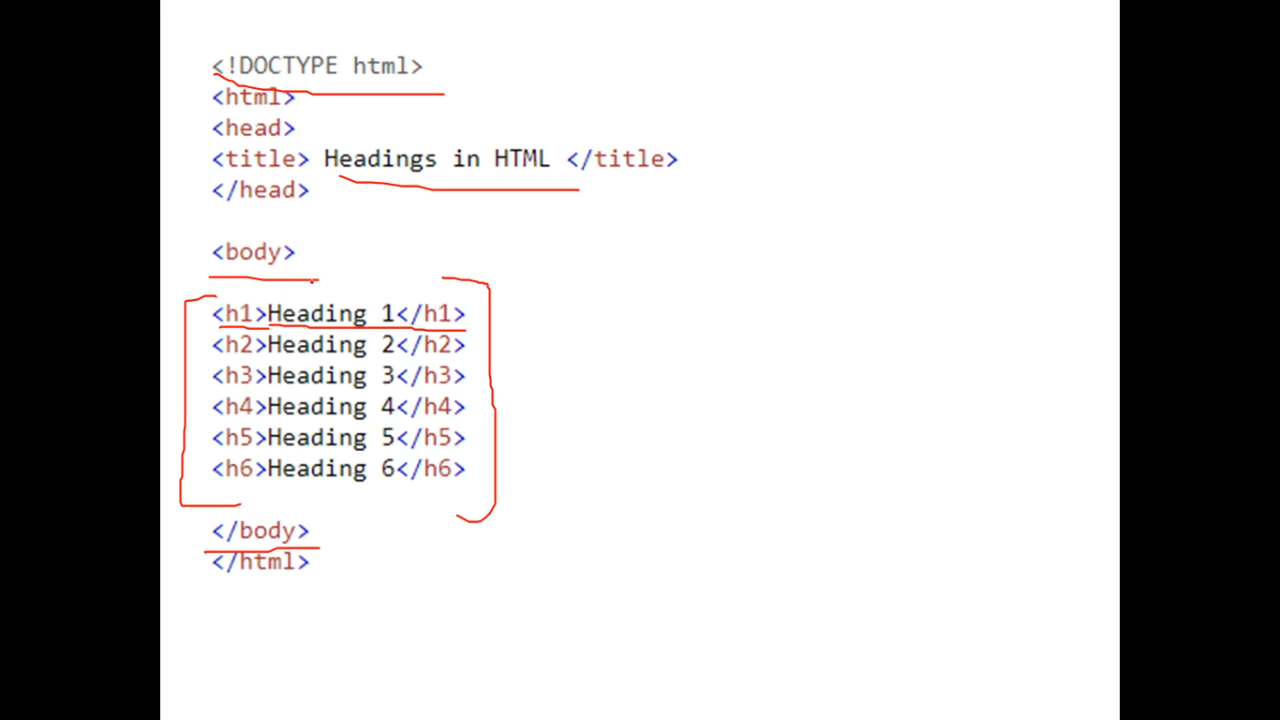 <!DOCTYPE html>
<html>
<head>
<title> Headings in HTML </title>
</head>
<body>
<h1>Heading 1</h1>
<h2>Heading 2</h2>
<h3>Heading 3</h3>
<h4>Heading 4</h4>
<h5>Heading 5</h5>
<h6>Heading 6</h6>
</body>
</html>